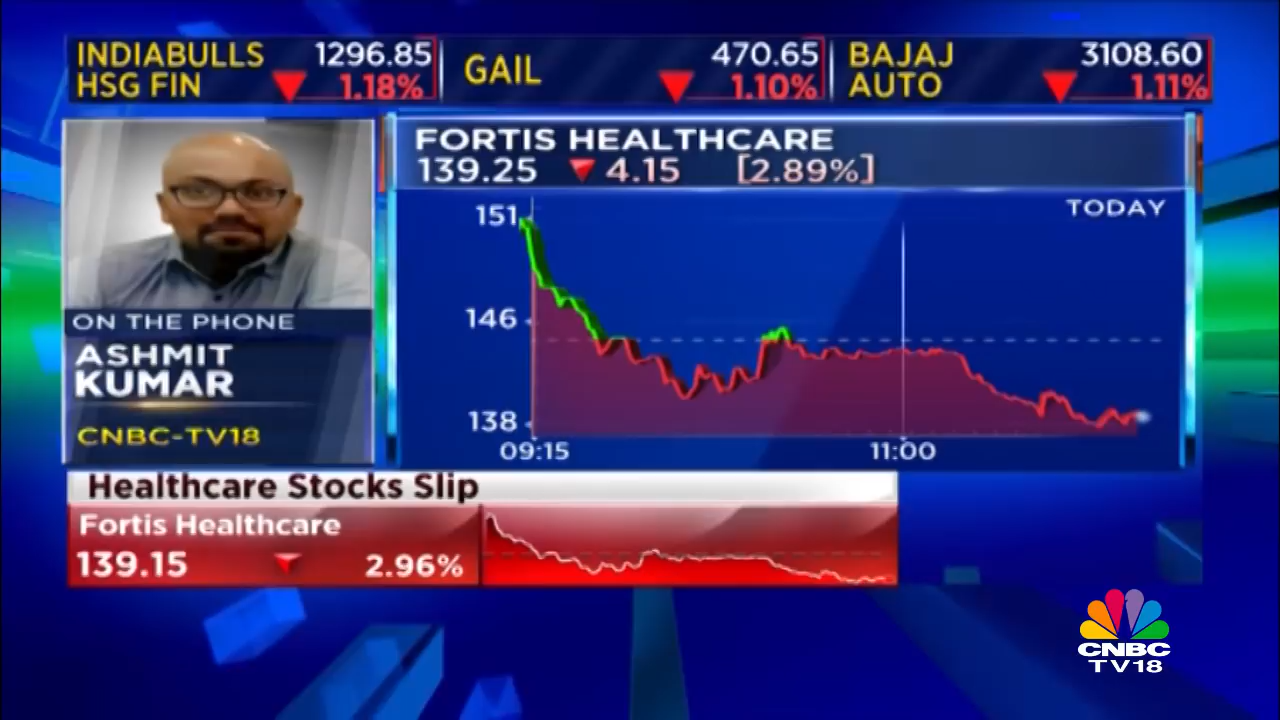 INDIABULLS 1296.85
HSG FIN ▼ 1.18%
GAIL 470.65
▼ 1.10%
BAJAJ 3108.60
AUTO ▼ 1.11%
FORTIS HEALTHCARE
139.25 ▼ 4.15 [2.89%]
TODAY
151
146
138
09:15 11:00
ON THE PHONE
ASHMIT
KUMAR
CNBC-TV18
Healthcare Stocks Slip
Fortis Healthcare
139.15 ▼ 2.96%
CNBC
TV18